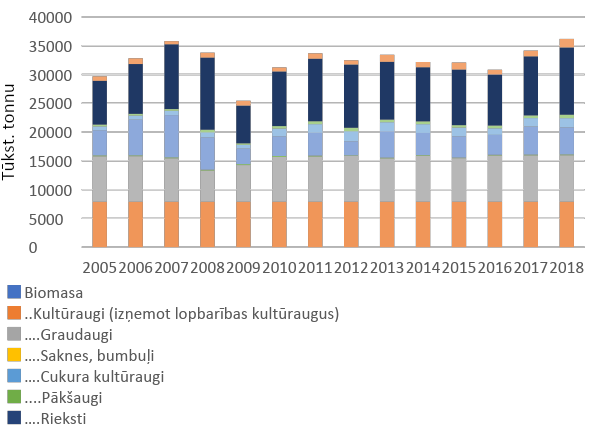 40000
35000
30000
25000
20000
15000
10000
5000
0
Tūkst. tonnu
2005 2006 2007 2008 2009 2010 2011 2012 2013 2014 2015 2016 2017 2018
Biomasa
..Kultūraugi (izņemot lopbarības kultūraugus)
....Graudaugi
....Saknes, bumbuļi
....Cukura kultūraugi
....Pākšaugi
....Rieksti